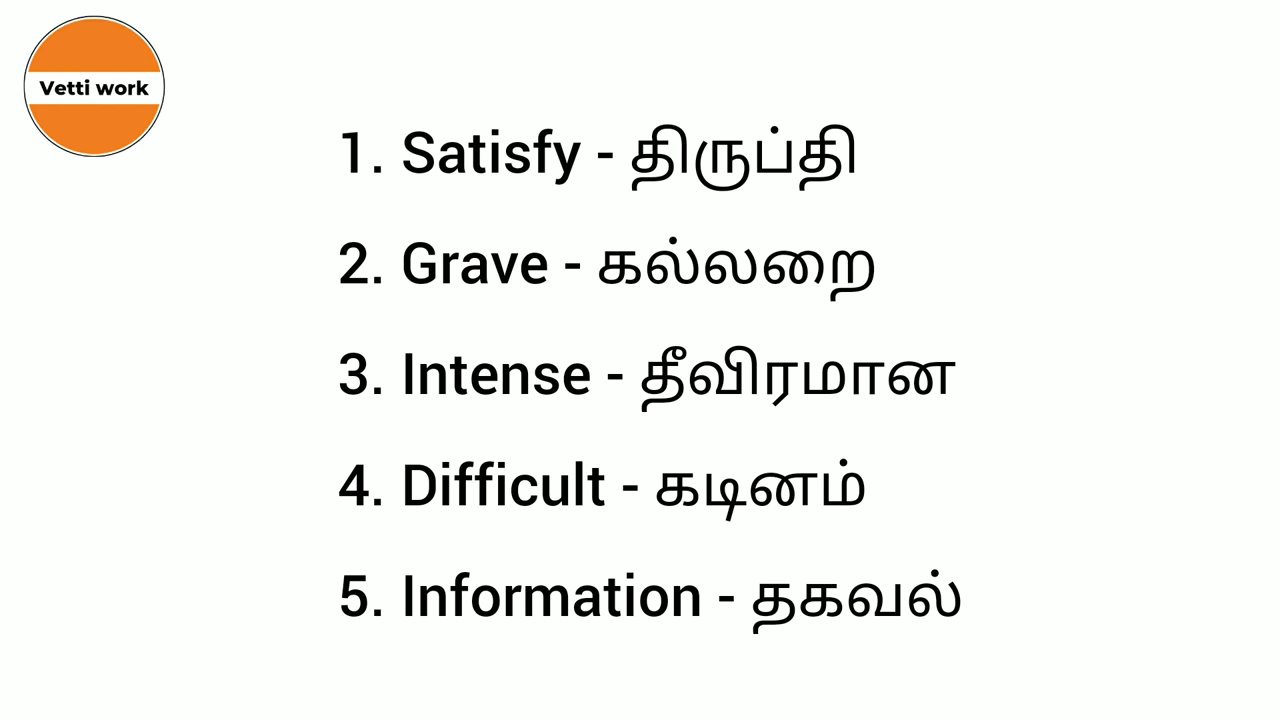 Vetti work
1. Satisfy - திருப்தி
2. Grave - கல்லறை
3. Intense - தீவிரமான
4. Difficult - கடினம்
5. Information - தகவல்